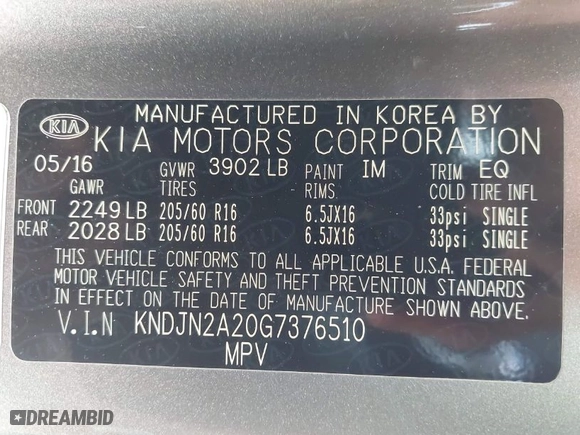 MANUFACTURED IN KOREA BY
KIA KIA MOTORS CORPORATION
05/16 GVWR 3902 LB PAINT IM TRIM EQ
GAWR TIRES RIMS COLD TIRE INFL
FRONT 2249 LB 205/60 R16 6.5JX16 33psi SINGLE
REAR 2028 LB 205/60 R16 6.5JX16 33psi SINGLE
THIS VEHICLE CONFORMS TO ALL APPLICABLE U.S.A. FEDERAL
MOTOR VEHICLE SAFETY AND THEFT PREVENTION STANDARDS
IN EFFECT ON THE DATE OF MANUFACTURE SHOWN ABOVE.
V.I.N KNDJN2A20G7376510
MPV
DREAMBID